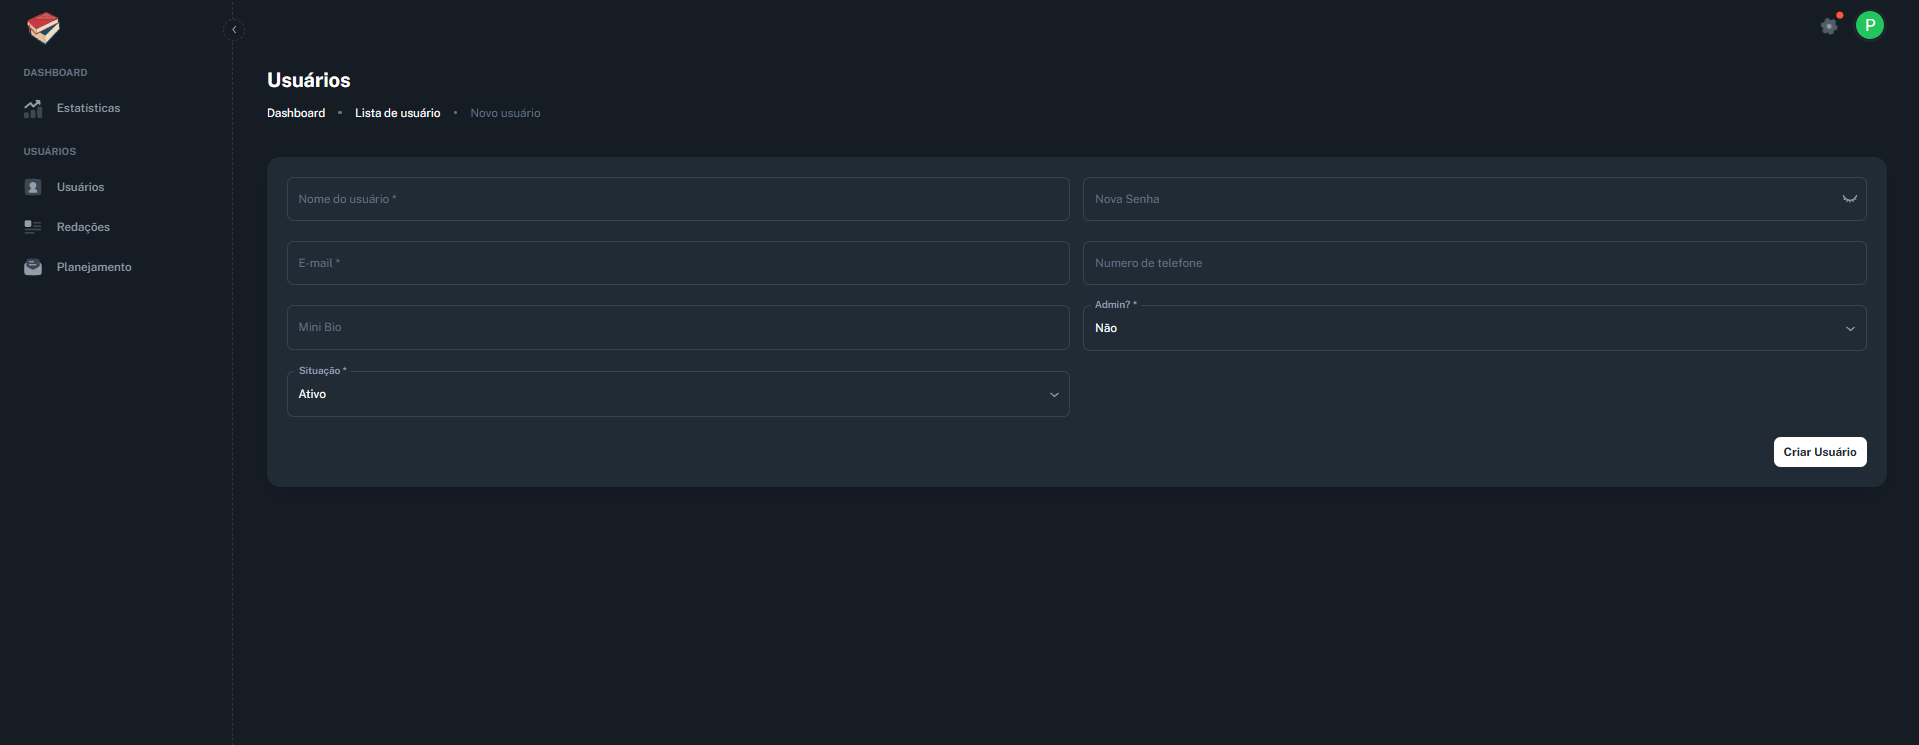 DASHBOARD
Estatísticas
USUÁRIOS
Usuários
Redações
Planejamento
P
Usuários
Dashboard • Lista de usuário • Novo usuário
Nome do usuário *
Nova Senha
E-mail *
Numero de telefone
Mini Bio
Admin? *
Não
Situação *
Ativo
Criar Usuário